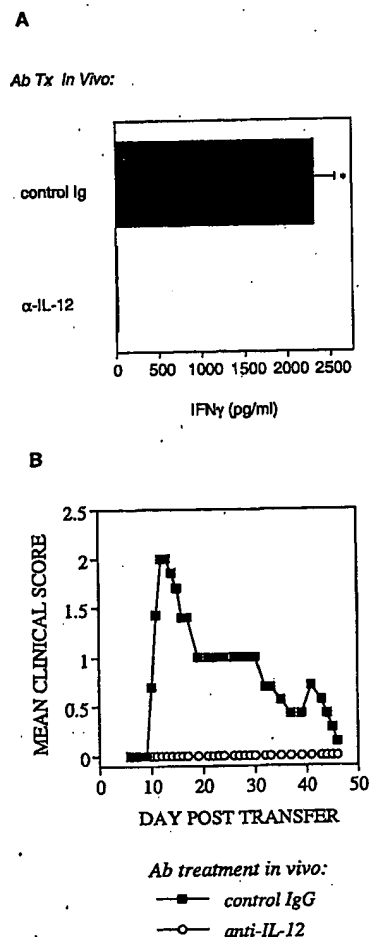 A
Ab Tx In Vivo:
control Ig
*
α-IL-12
0 500 1000 1500 2000 2500
IFNγ (pg/ml)
B
2.5
2
1.5
1
0.5
0
MEAN CLINICAL SCORE
0 10 20 30 40 50
DAY POST TRANSFER
Ab treatment in vivo:
control IgG
anti-IL-12